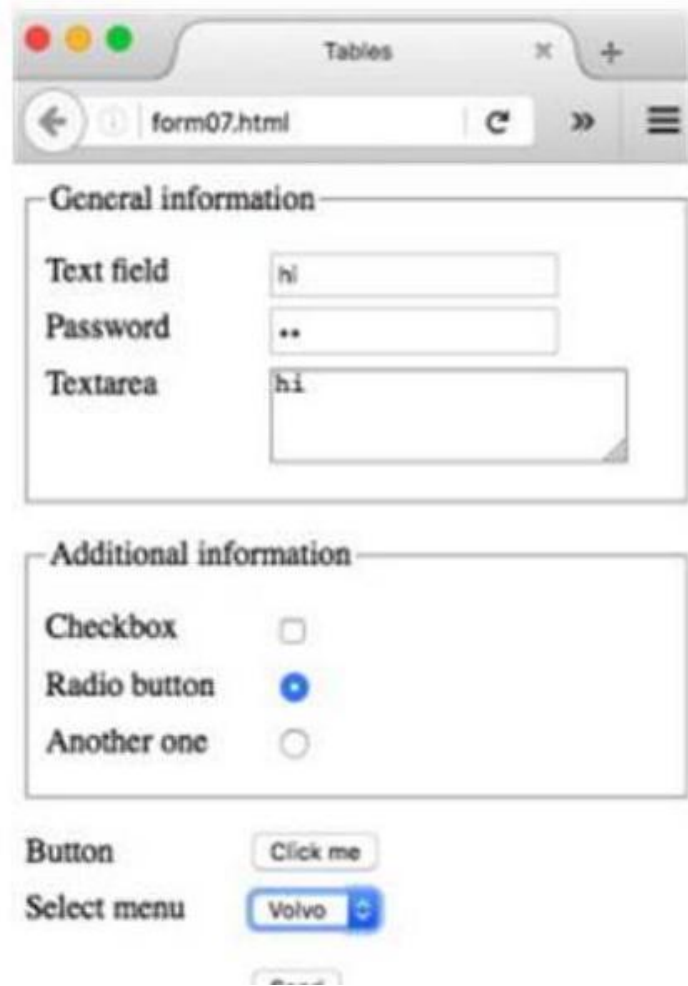 Tables
form07.html
General information
Text field hi
Password
Textarea hi
Additional information
Checkbox
Radio button
Another one
Button Click me
Select menu Volvo
Send